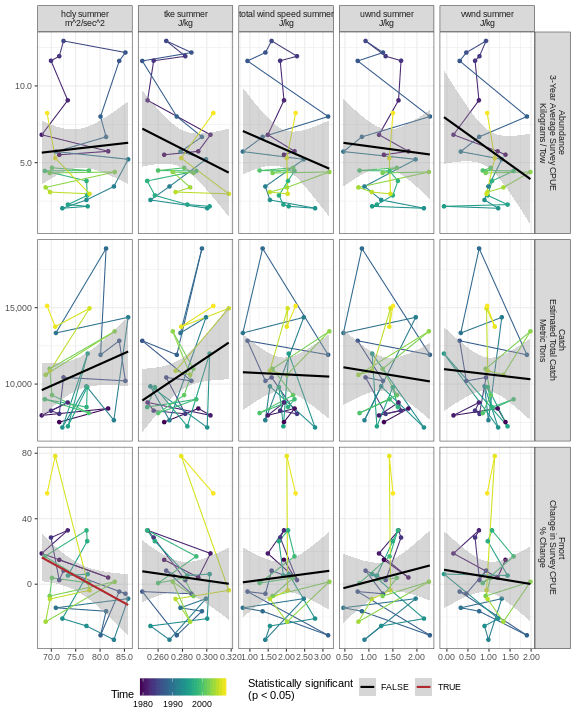 hcly summer
m^2/sec^2
tke summer
J/kg
total wind speed summer
J/kg
uwnd summer
J/kg
vwnd summer
J/kg
10.0
5.0
Abundance
3-Year Average Survey CPUE
Kilograms / Tow
15,000
10,000
Catch
Estimated Total Catch
Metric Tons
80
40
0
Fmort
Change in Survey CPUE
% Change
70.0 75.0 80.0 85.0
0.260 0.280 0.300 0.320
1.00 1.50 2.00 2.50 3.00
0.50 1.00 1.50 2.00
0.00 0.50 1.00 1.50 2.00
Time
1980 1990 2000
Statistically significant
(p < 0.05)
FALSE
TRUE